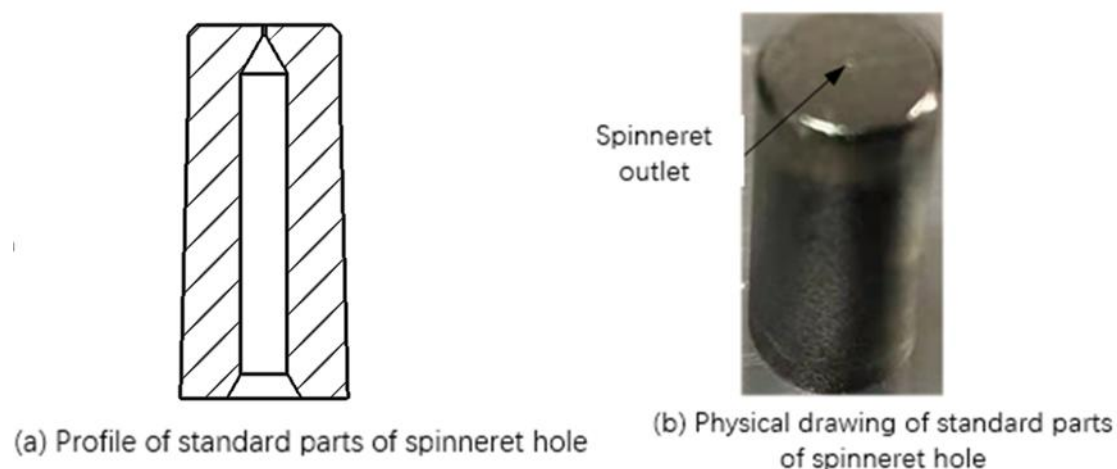 Spinneret
outlet
(a) Profile of standard parts of spinneret hole
(b) Physical drawing of standard parts
of spinneret hole